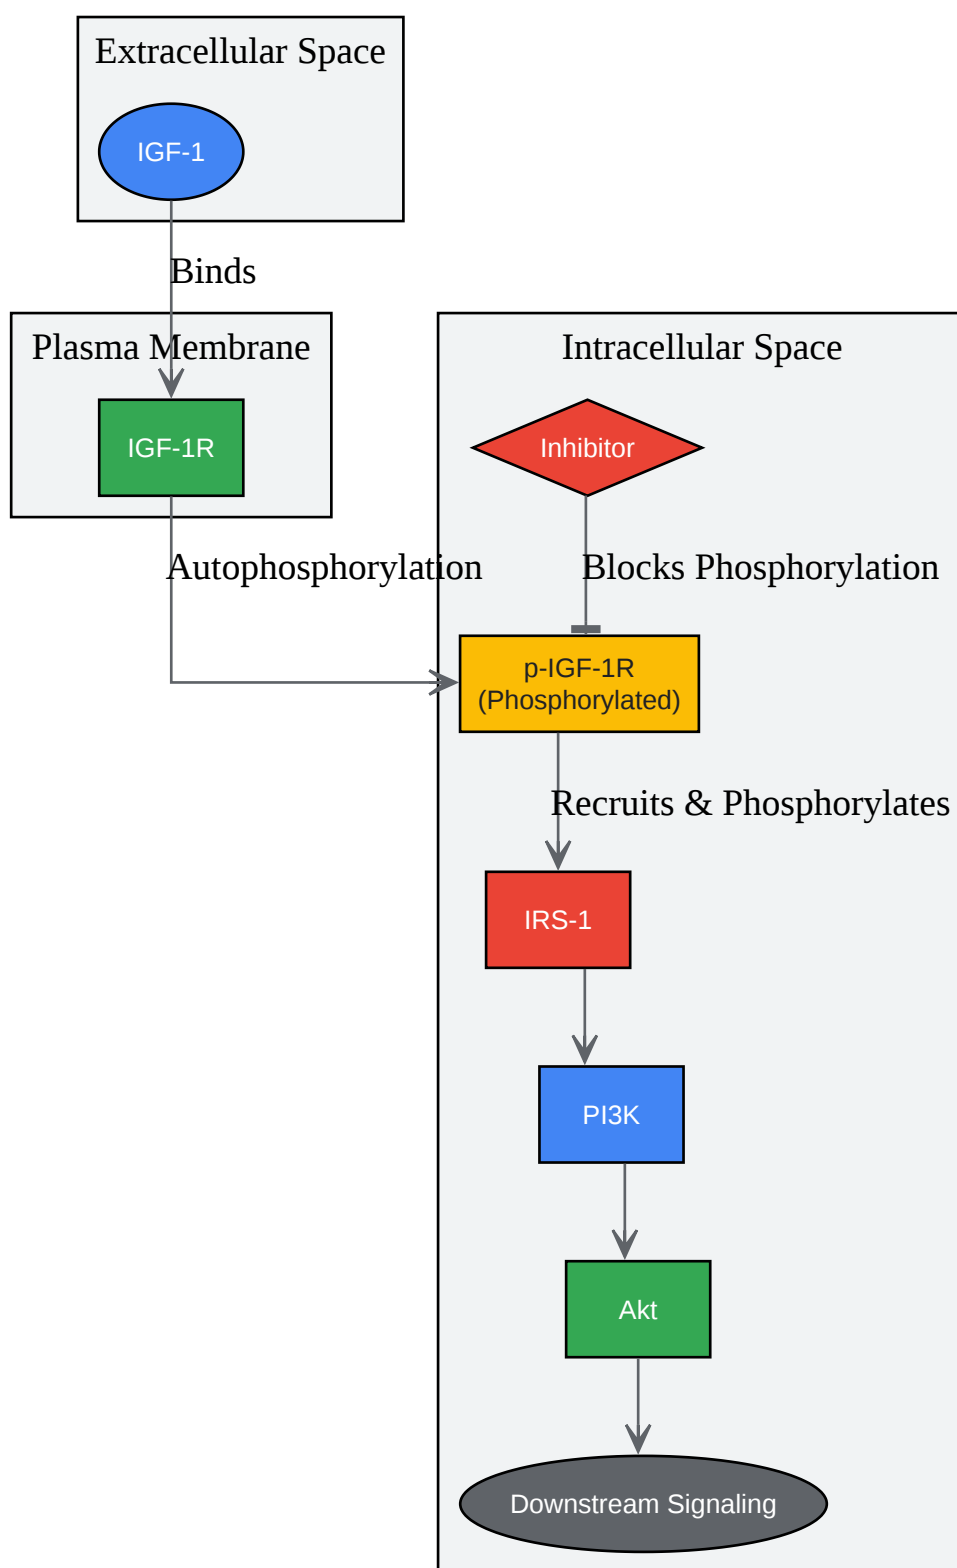 Extracellular Space
IGF-1
Binds
Plasma Membrane
IGF-1R
Intracellular Space
Inhibitor
Autophosphorylation
Blocks Phosphorylation
p-IGF-1R
(Phosphorylated)
Recruits & Phosphorylates
IRS-1
PI3K
Akt
Downstream Signaling